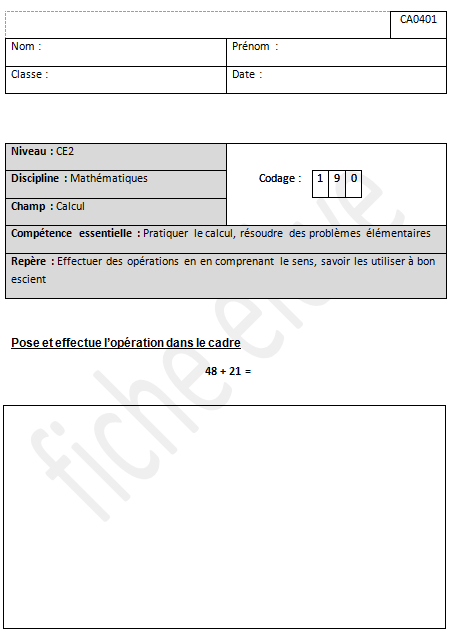 CA0401
Nom :
Prénom :
Classe :
Date :
Niveau : CE2
Discipline : Mathématiques
Codage : 1 9 0
Champ : Calcul
Compétence essentielle : Pratiquer le calcul, résoudre des problèmes élémentaires
Repère : Effectuer des opérations en en comprenant le sens, savoir les utiliser à bon
escient
Pose et effectue l'opération dans le cadre
48 + 21 =
fiche élève